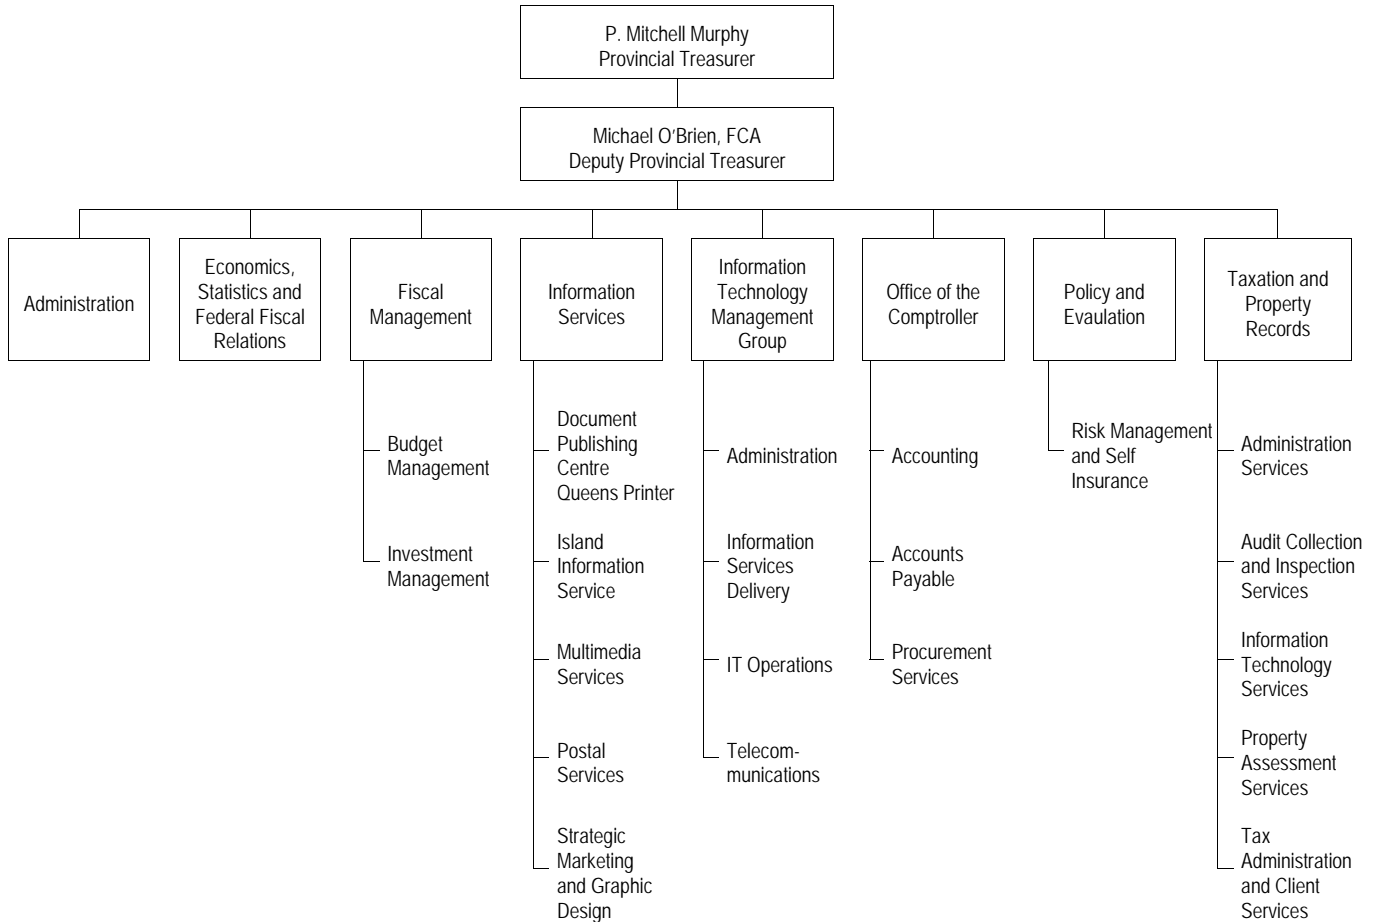 P. Mitchell Murphy
Provincial Treasurer
Michael O'Brien, FCA
Deputy Provincial Treasurer
Administration
Economics,
Statistics and
Federal Fiscal
Relations
Fiscal
Management
Information
Services
Information
Technology
Management
Group
Office of the
Comptroller
Policy and
Evaulation
Taxation and
Property
Records
Budget
Management
Investment
Management
Document
Publishing
Centre
Queens Printer
Island
Information
Service
Multimedia
Services
Postal
Services
Strategic
Marketing
and Graphic
Design
Administration
Information
Services
Delivery
IT Operations
Telecom-
munications
Accounting
Accounts
Payable
Procurement
Services
Risk Management
and Self
Insurance
Administration
Services
Audit Collection
and Inspection
Services
Information
Technology
Services
Property
Assessment
Services
Tax
Administration
and Client
Services